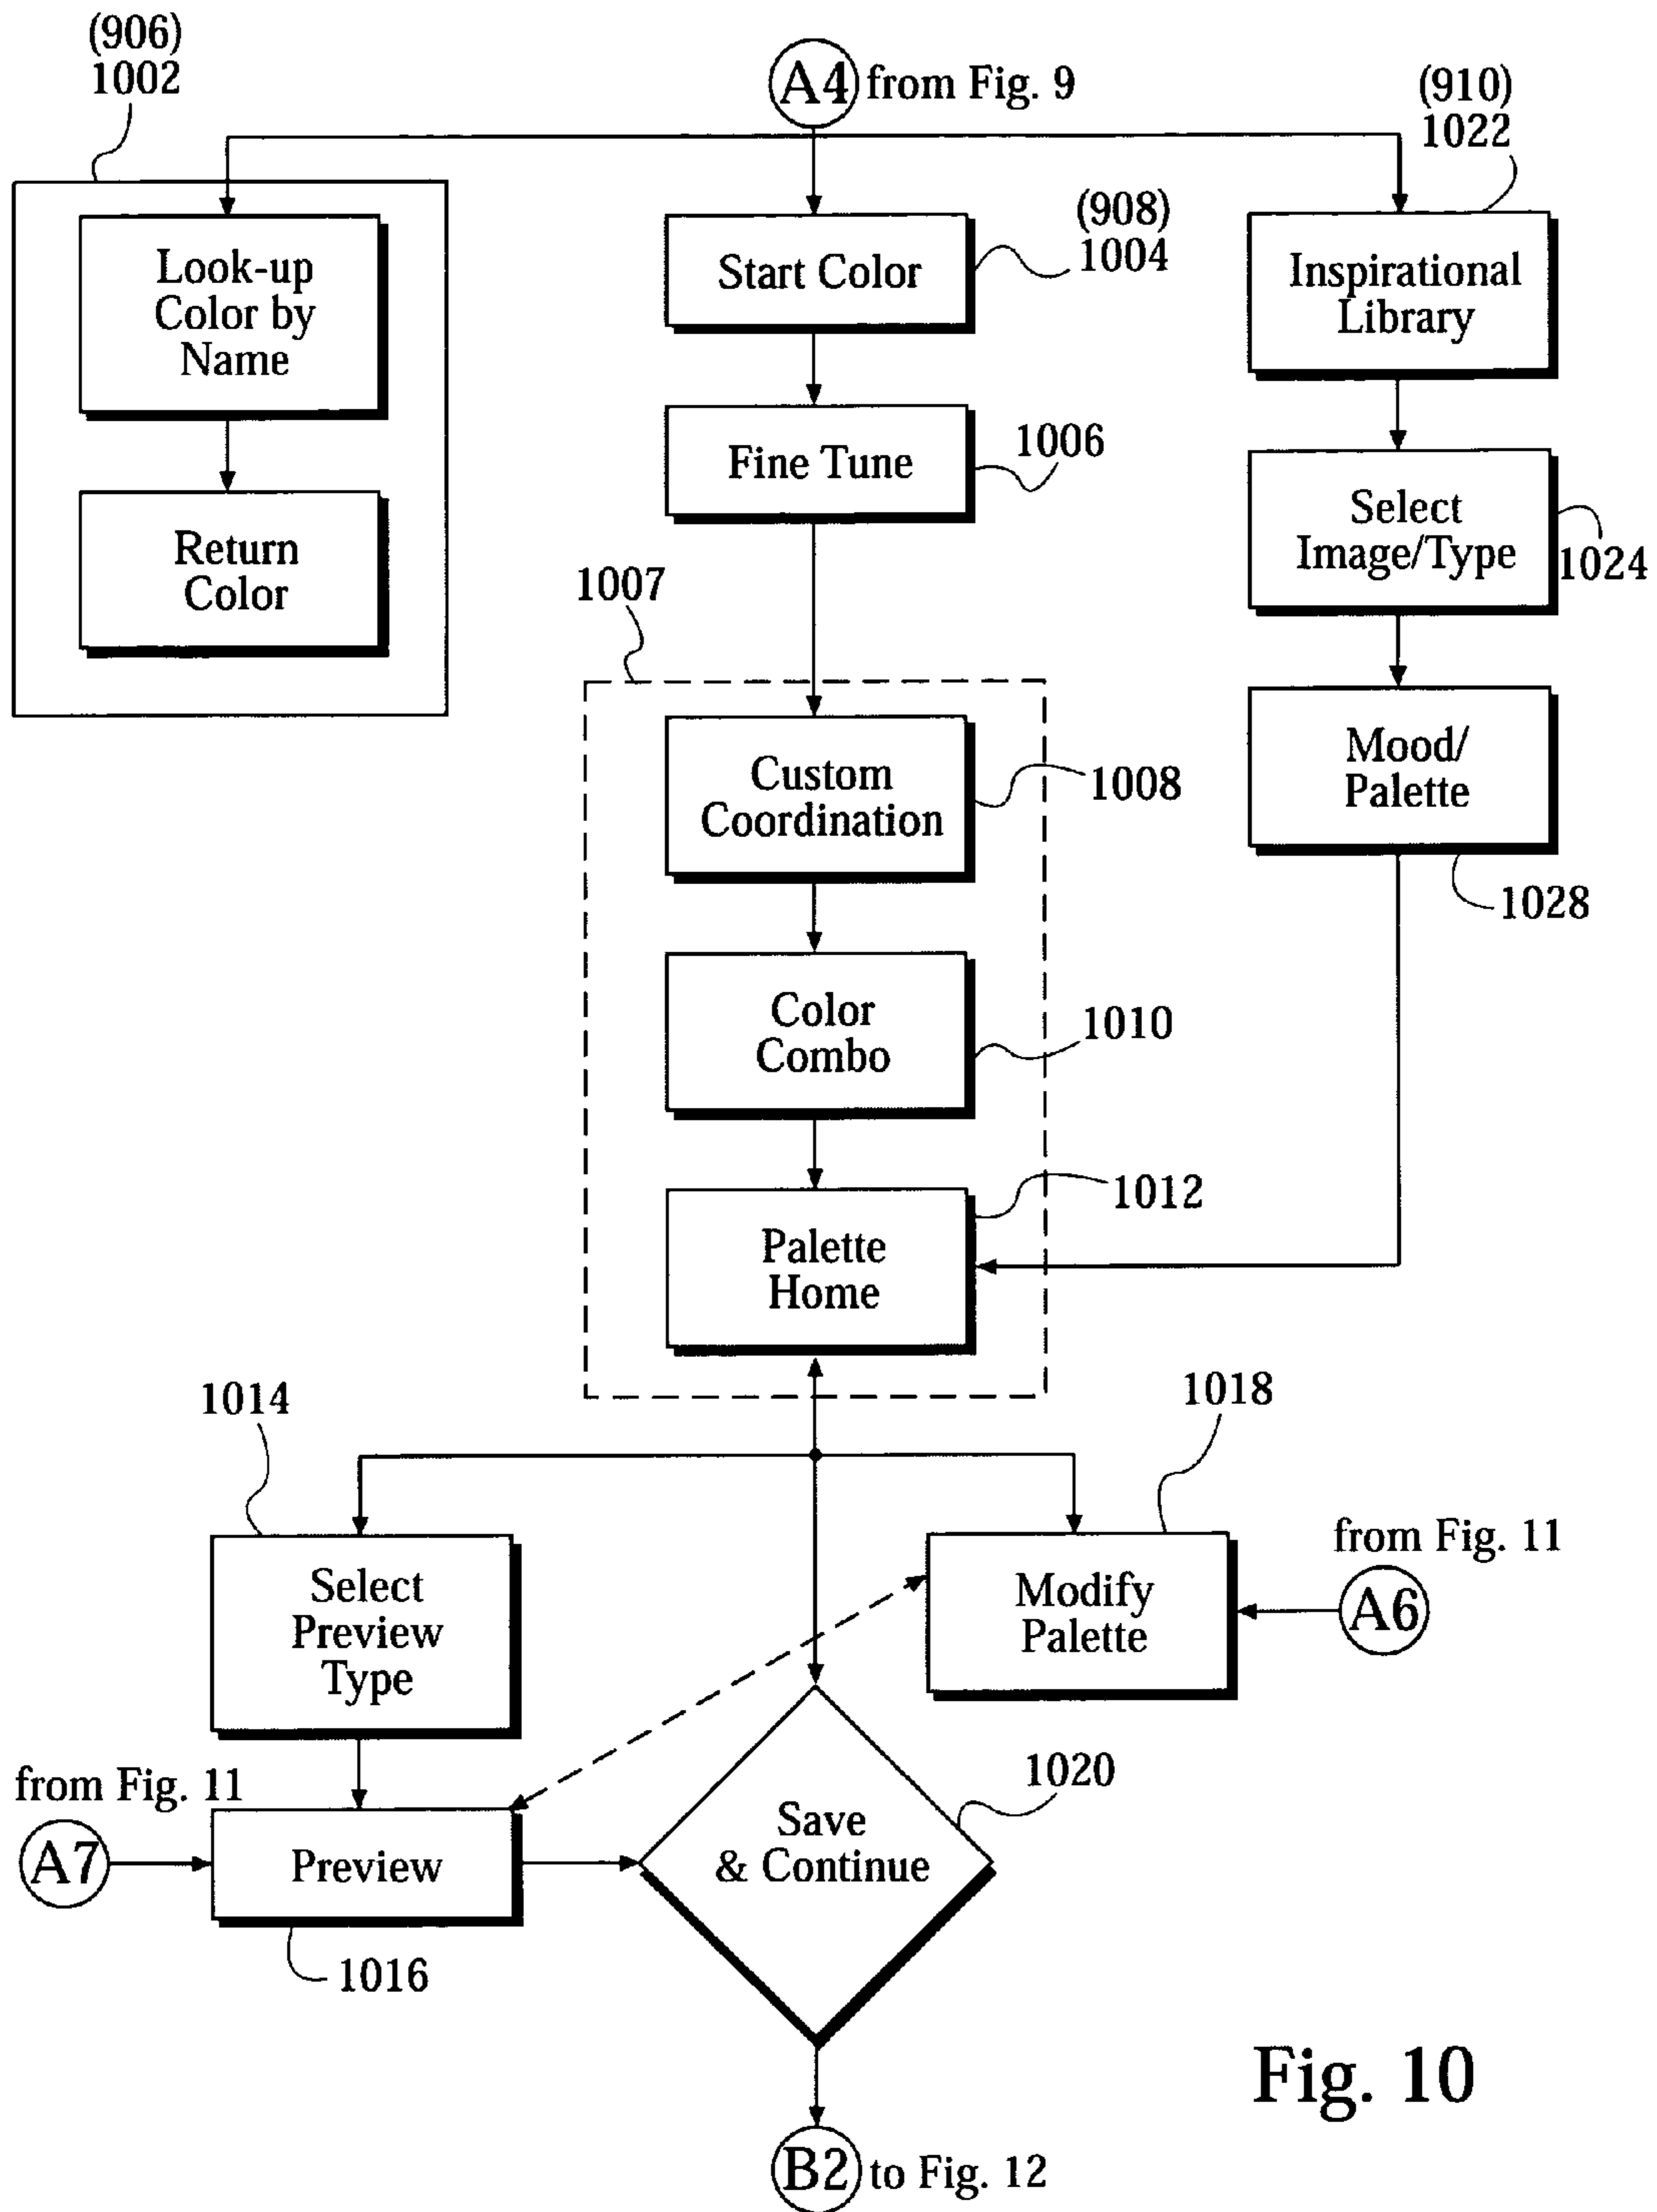 (906)
1002
A4 from Fig. 9
(910)
1022
Look-up
Color by
Name
Return
Color
(908)
1004
Start Color
Fine Tune
1006
Inspirational
Library
Select
Image/Type
1024
Mood/
Palette
1028
1007
Custom
Coordination
1008
Color
Combo
1010
Palette
Home
1012
1014
Select
Preview
Type
1018
Modify
Palette
from Fig. 11
A6
from Fig. 11
A7
Preview
1016
Save
& Continue
1020
B2 to Fig. 12
Fig. 10